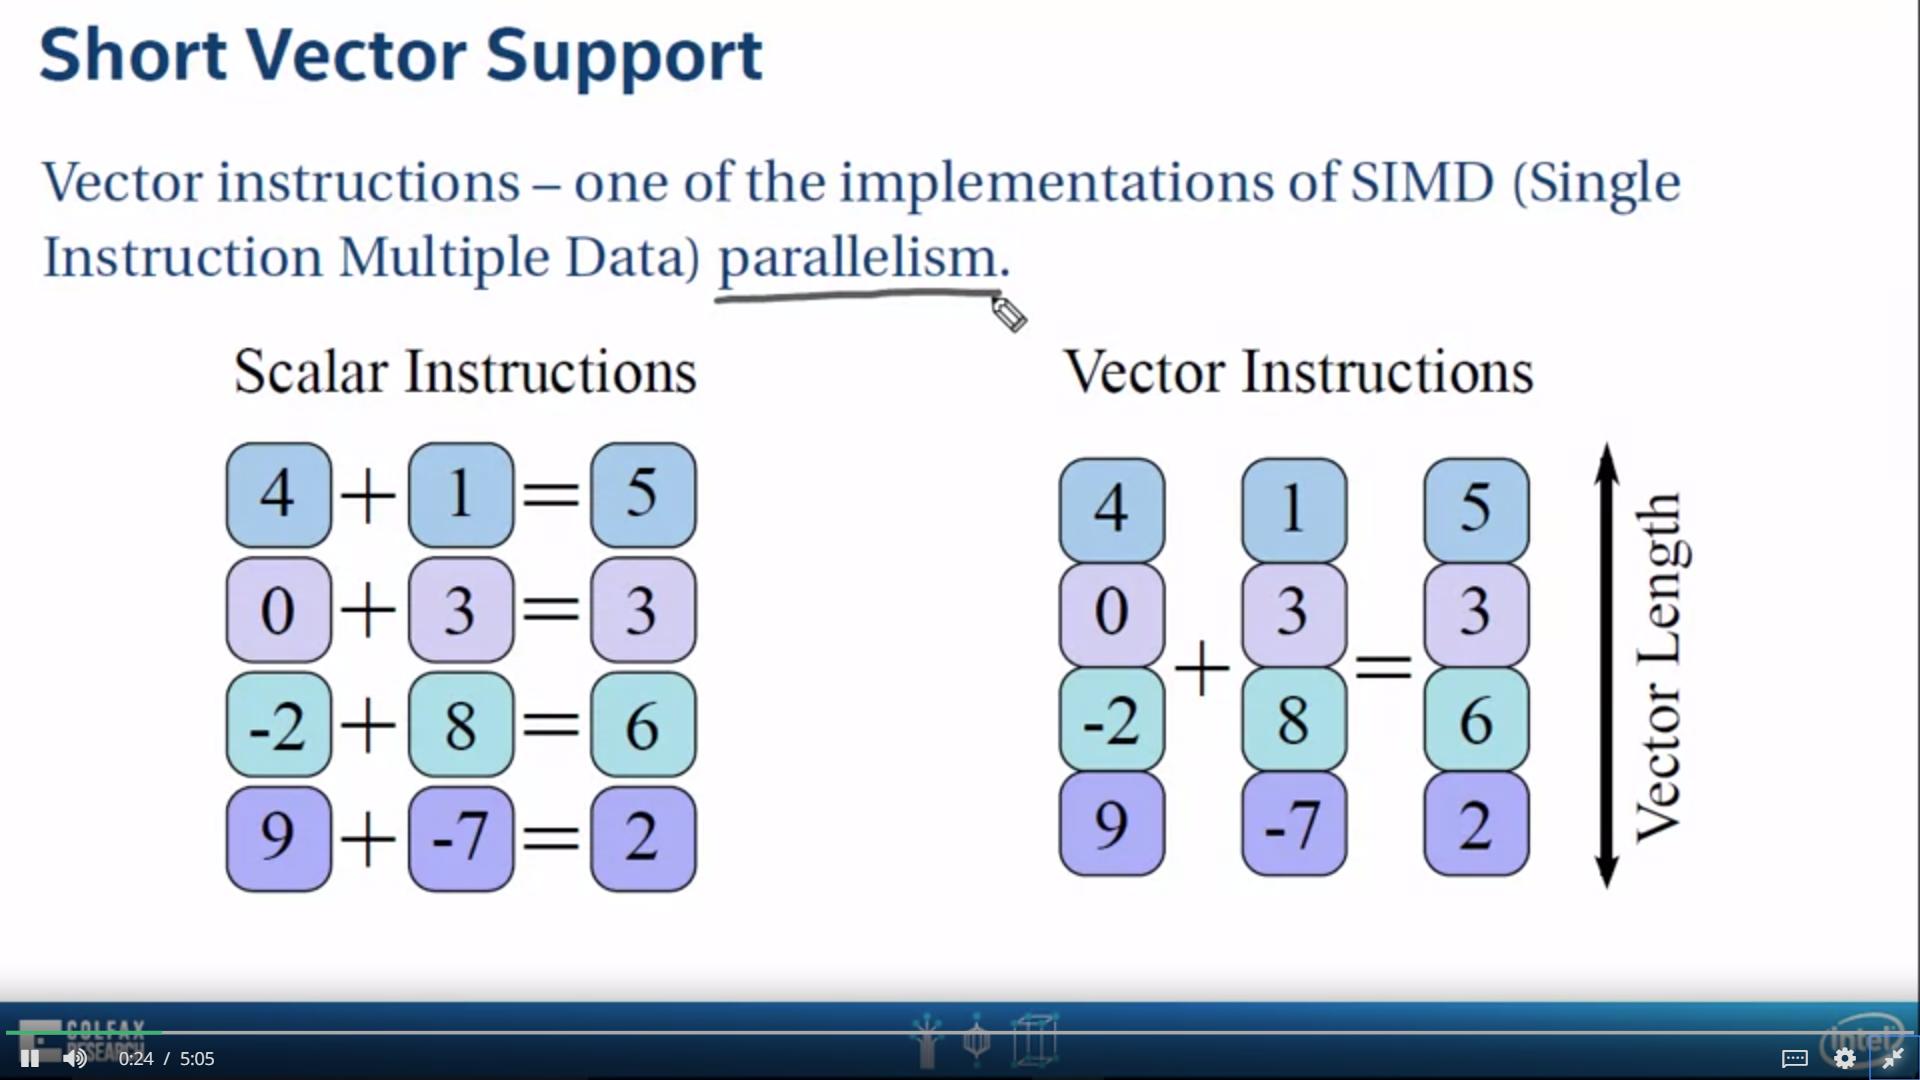 Short Vector Support
Vector instructions – one of the implementations of SIMD (Single
Instruction Multiple Data) parallelism.
Scalar Instructions
4 + 1 = 5
0 + 3 = 3
-2 + 8 = 6
9 + -7 = 2
Vector Instructions
4 1 5
0 3 3
+ =
-2 8 6
9 -7 2
Vector Length
COLFAX
RESEARCH
0:24 / 5:05
intel